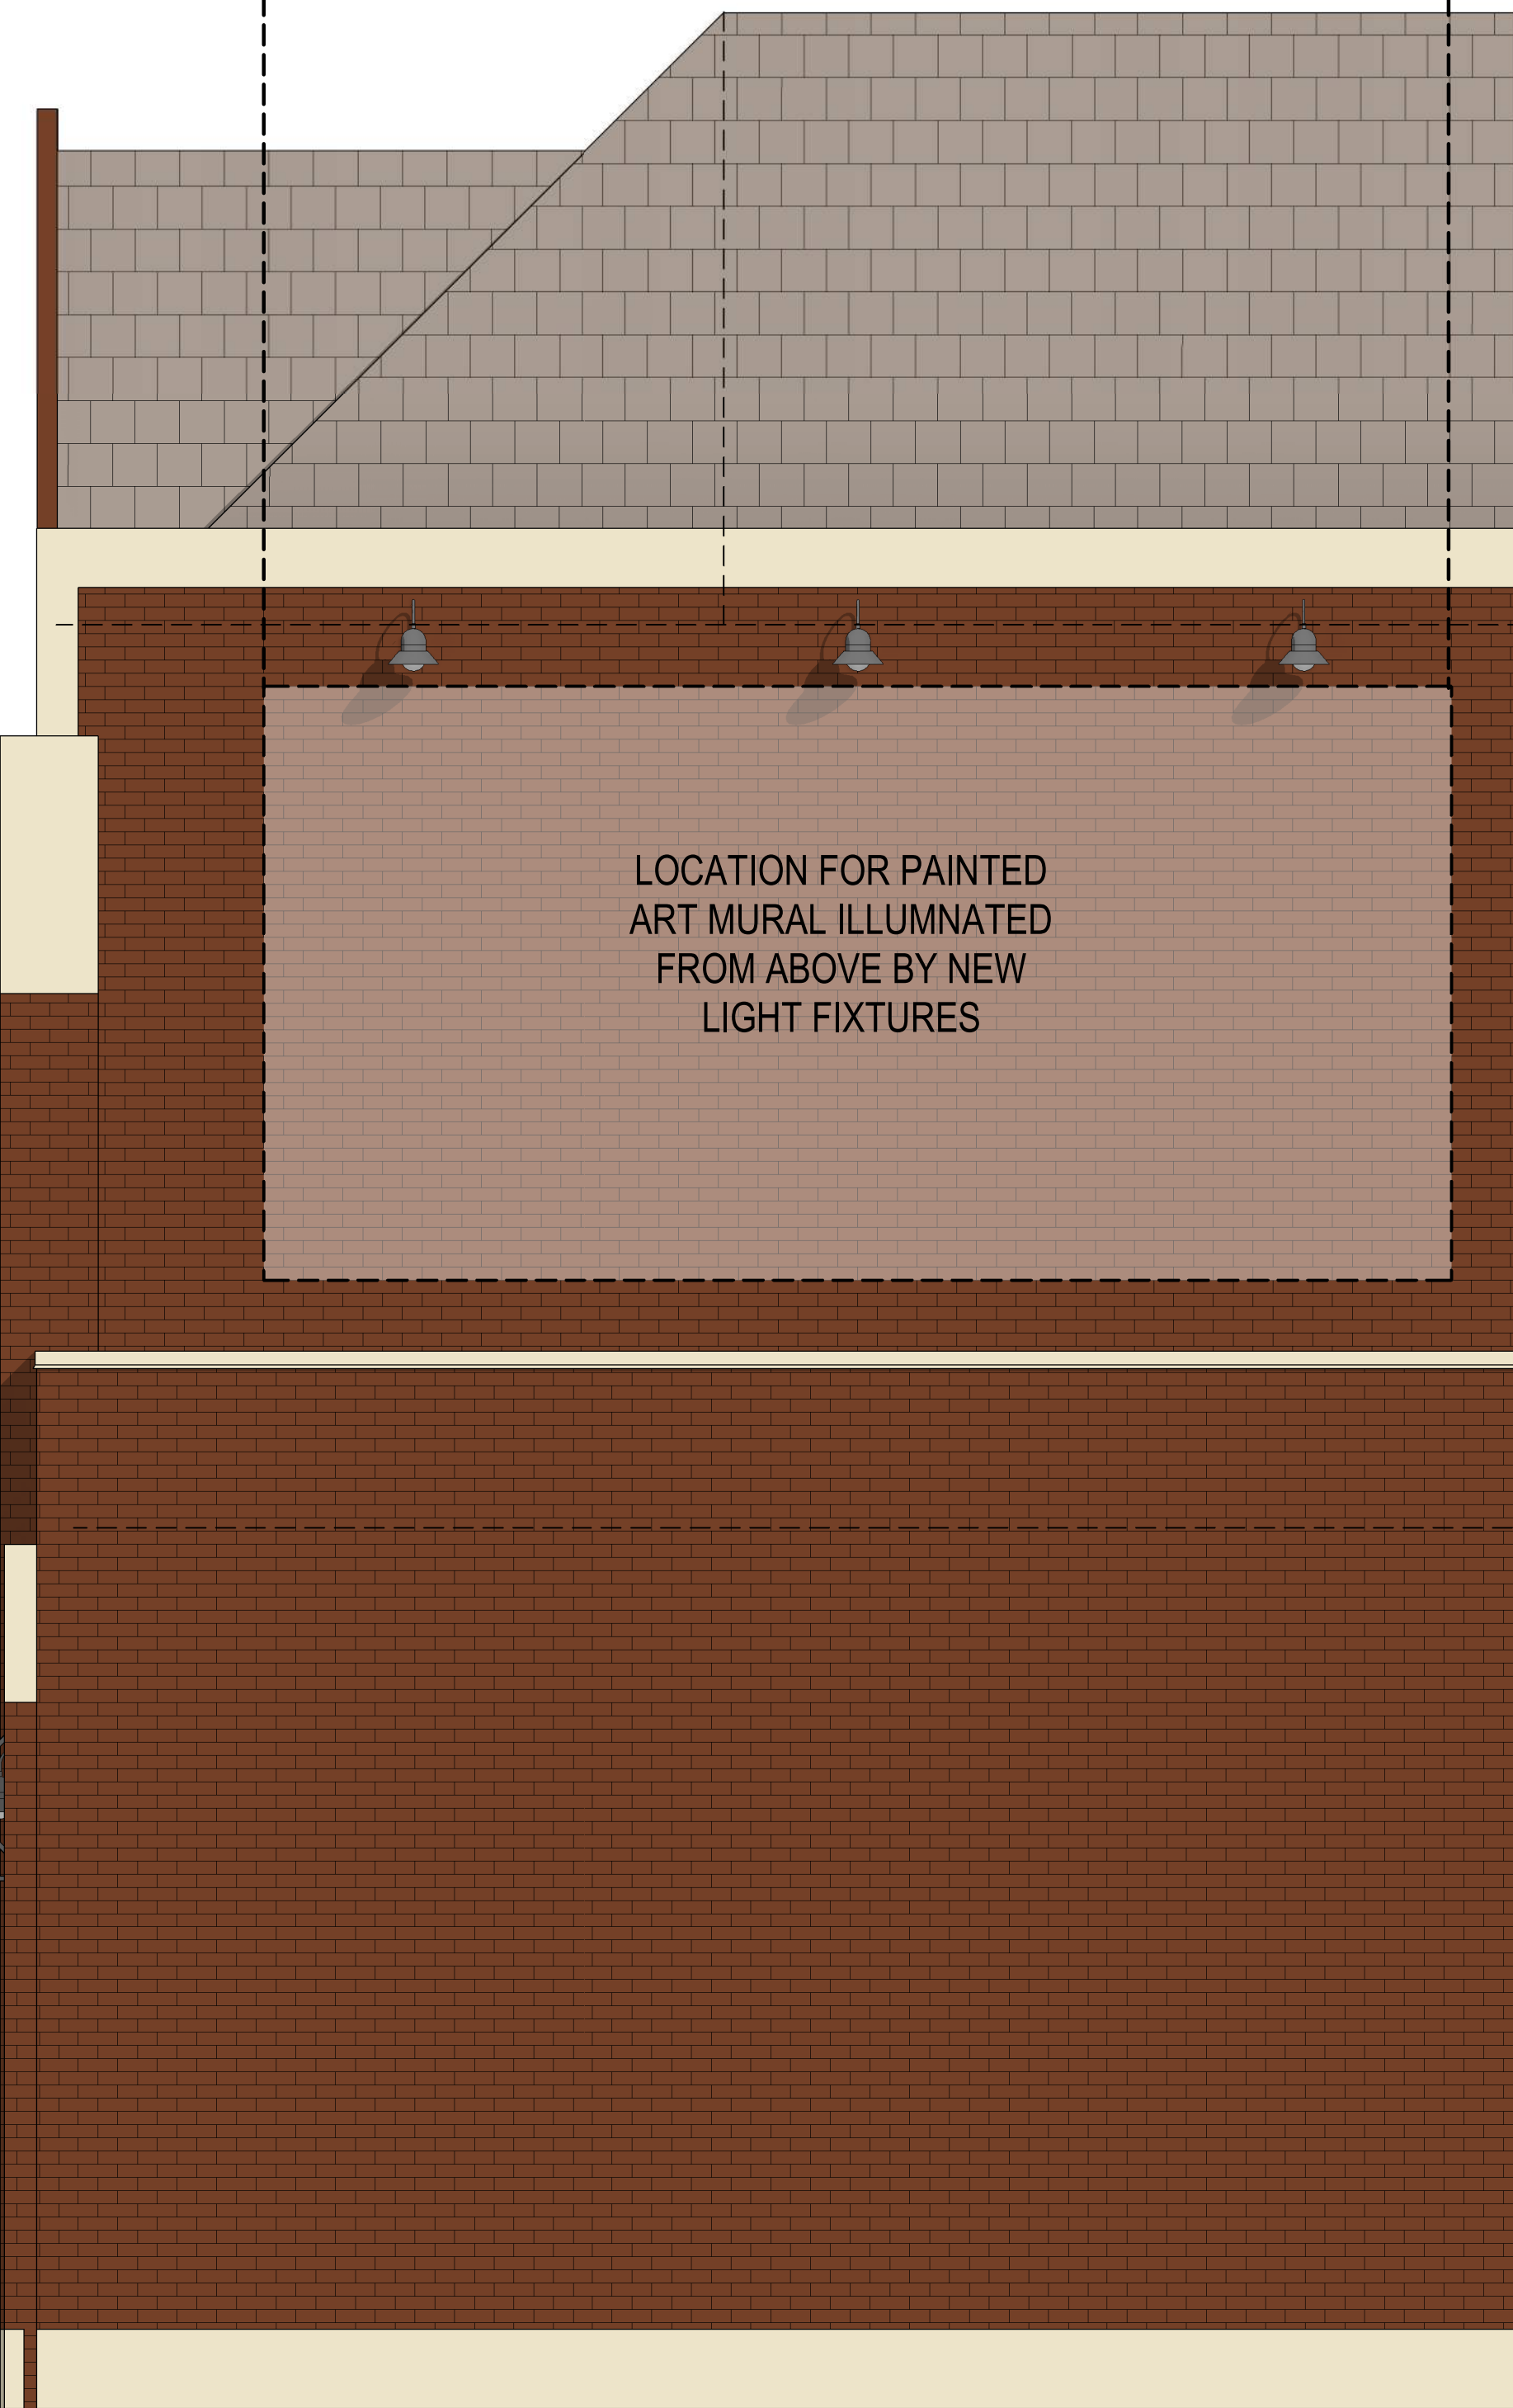 LOCATION FOR PAINTED
ART MURAL ILLUMNATED
FROM ABOVE BY NEW
LIGHT FIXTURES